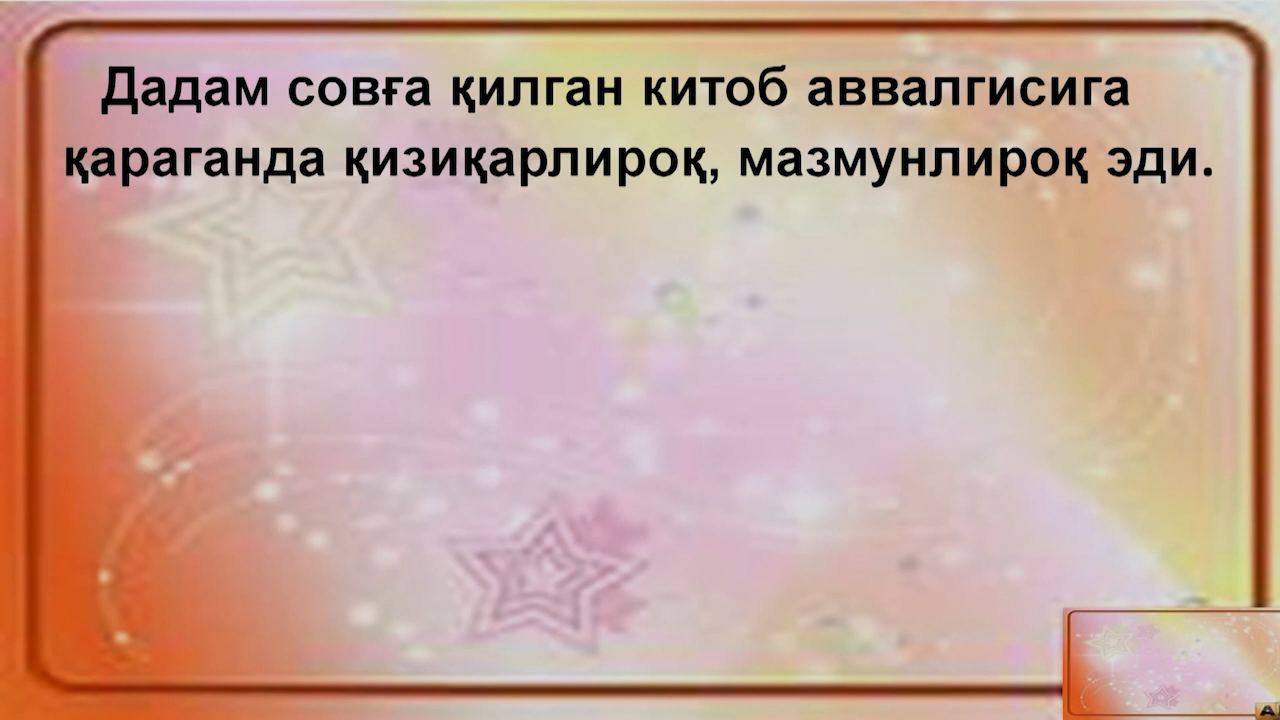 Дадам совға қилган китоб аввалгисига
қараганда қизиқарлироқ, мазмунлироқ эди.